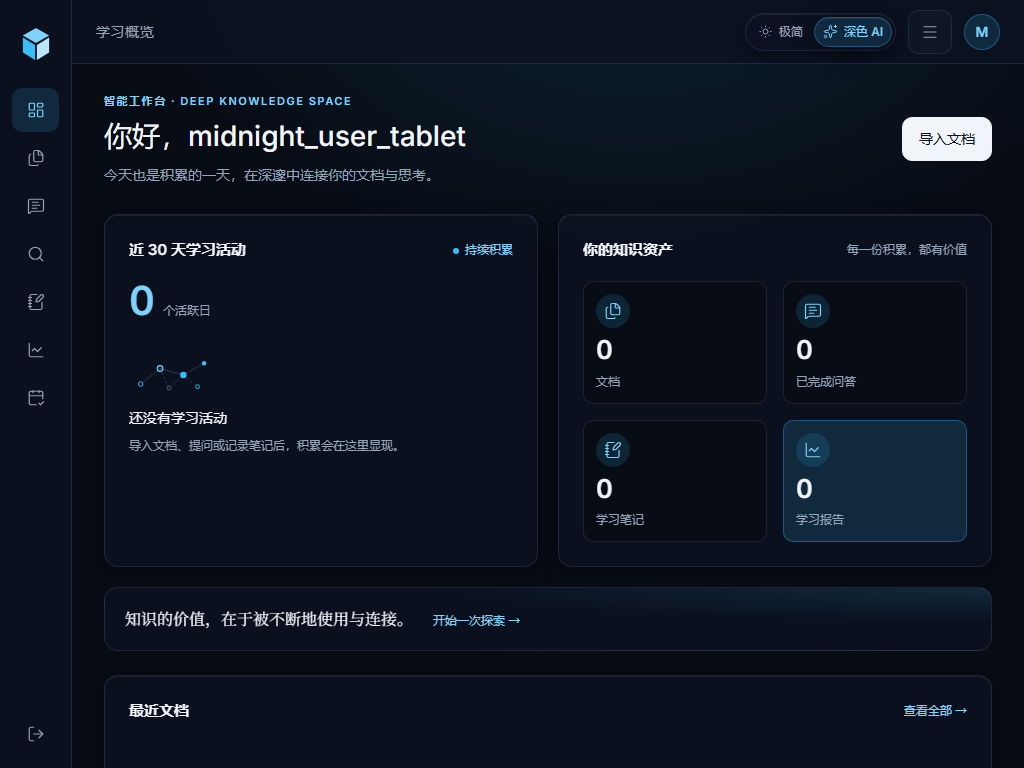 学习概览
极简
深色 AI
M
智能工作台 · DEEP KNOWLEDGE SPACE
你好，midnight_user_tablet
今天也是积累的一天，在深邃中连接你的文档与思考。
导入文档
近 30 天学习活动
持续积累
0 个活跃日
还没有学习活动
导入文档、提问或记录笔记后，积累会在这里显现。
你的知识资产
每一份积累，都有价值
0
文档
0
已完成问答
0
学习笔记
0
学习报告
知识的价值，在于被不断地使用与连接。
开始一次探索 →
最近文档
查看全部 →